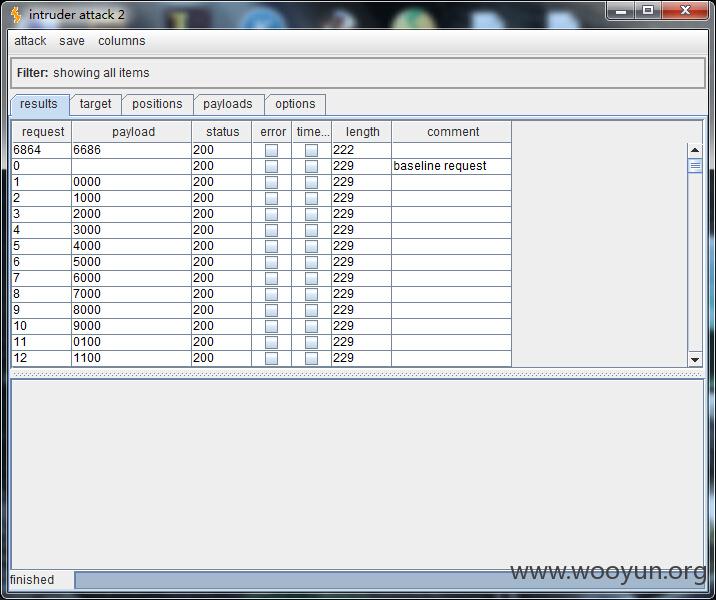 intruder attack 2
attack save columns
Filter: showing all items
results target positions payloads options
request payload status error time... length comment
6864 6686 200 222
0 200 229 baseline request
1 0000 200 229
2 1000 200 229
3 2000 200 229
4 3000 200 229
5 4000 200 229
6 5000 200 229
7 6000 200 229
8 7000 200 229
9 8000 200 229
10 9000 200 229
11 0100 200 229
12 1100 200 229
finished
www.wooyun.org